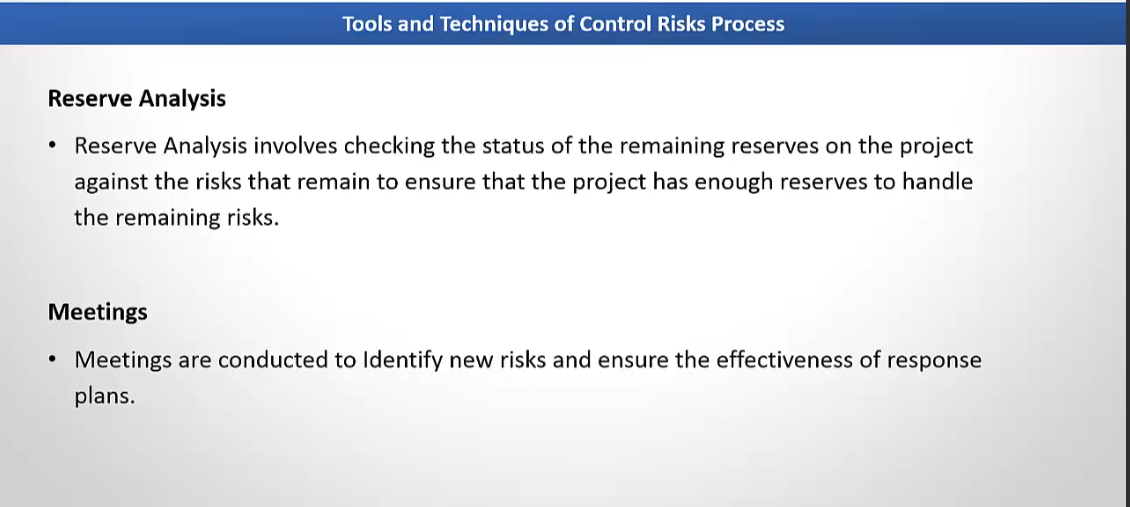 Tools and Techniques of Control Risks Process
Reserve Analysis
• Reserve Analysis involves checking the status of the remaining reserves on the project
against the risks that remain to ensure that the project has enough reserves to handle
the remaining risks.
Meetings
• Meetings are conducted to Identify new risks and ensure the effectiveness of response
plans.